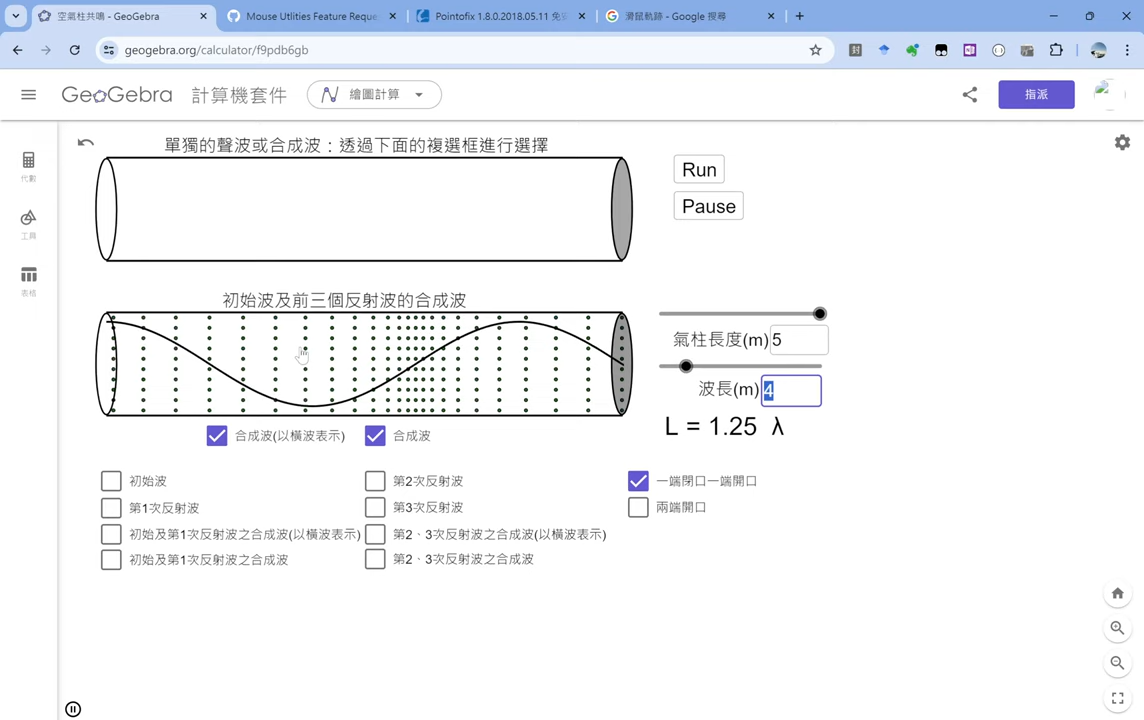 空氣柱共鳴 - GeoGebra
Mouse Utlities Feature Reque
Pointofix 1.8.0.2018.05.11 免安
滑鼠軌跡 - Google 搜尋
geogebra.org/calculator/f9pdb6gb
GeoGebra 計算機套件
繪圖計算
指派
代數
工具
表格
單獨的聲波或合成波：透過下面的複選框進行選擇
Run
Pause
初始波及前三個反射波的合成波
氣柱長度(m) 5
波長(m) 4
L = 1.25 λ
合成波(以橫波表示) 合成波
初始波 第2次反射波 一端閉口一端開口
第1次反射波 第3次反射波 兩端開口
初始及第1次反射波之合成波(以橫波表示) 第2、3次反射波之合成波(以橫波表示)
初始及第1次反射波之合成波 第2、3次反射波之合成波